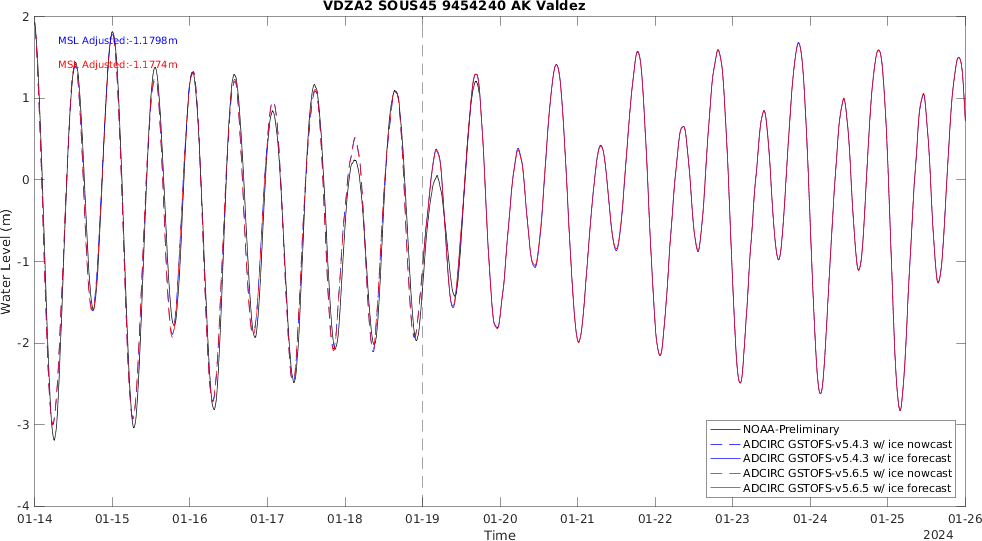 VDZA2 SOUS45 9454240 AK Valdez
MSL Adjusted:-1.1798m
MSL Adjusted:-1.1774m
2
1
0
-1
-2
-3
-4
Water Level (m)
NOAA-Preliminary
ADCIRC GSTOFS-v5.4.3 w/ ice nowcast
ADCIRC GSTOFS-v5.4.3 w/ ice forecast
ADCIRC GSTOFS-v5.6.5 w/ ice nowcast
ADCIRC GSTOFS-v5.6.5 w/ ice forecast
01-14 01-15 01-16 01-17 01-18 01-19 01-20 01-21 01-22 01-23 01-24 01-25 01-26
Time
2024